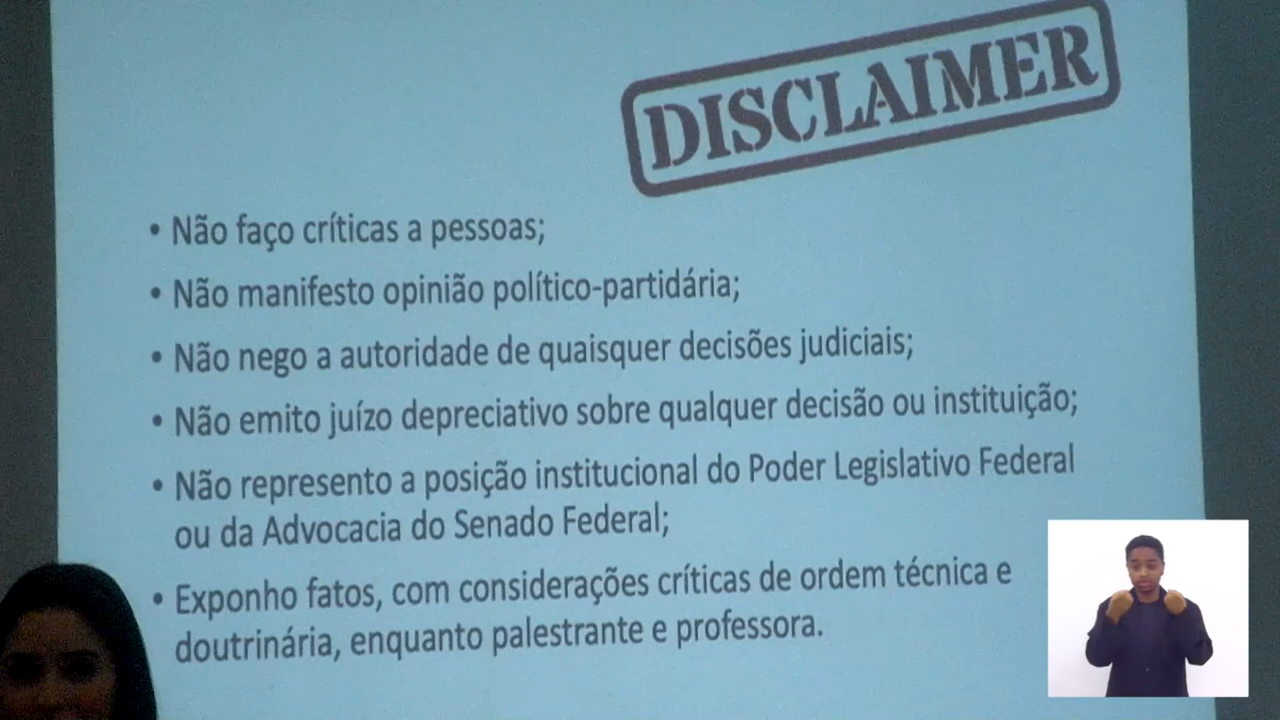 DISCLAIMER
• Não faço críticas a pessoas;
• Não manifesto opinião político-partidária;
• Não nego a autoridade de quaisquer decisões judiciais;
• Não emito juízo depreciativo sobre qualquer decisão ou instituição;
• Não represento a posição institucional do Poder Legislativo Federal
ou da Advocacia do Senado Federal;
• Exponho fatos, com considerações críticas de ordem técnica e
doutrinária, enquanto palestrante e professora.